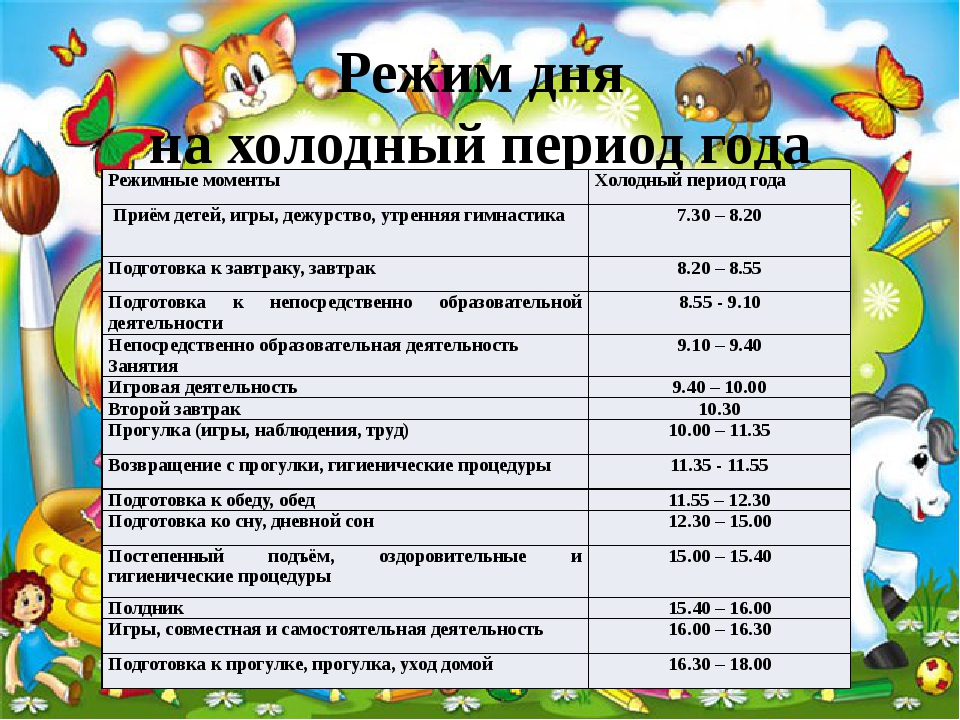 Режим дня
на холодный период года
Режимные моменты Холодный период года
Приём детей, игры, дежурство, утренняя гимнастика 7.30 – 8.20
Подготовка к завтраку, завтрак 8.20 – 8.55
Подготовка к непосредственно образовательной 8.55 - 9.10
деятельности
Непосредственно образовательная деятельность 9.10 – 9.40
Занятия
Игровая деятельность 9.40 – 10.00
Второй завтрак 10.30
Прогулка (игры, наблюдения, труд) 10.00 – 11.35
Возвращение с прогулки, гигиенические процедуры 11.35 - 11.55
Подготовка к обеду, обед 11.55 – 12.30
Подготовка ко сну, дневной сон 12.30 – 15.00
Постепенный подъём, оздоровительные и 15.00 – 15.40
гигиенические процедуры
Полдник 15.40 – 16.00
Игры, совместная и самостоятельная деятельность 16.00 – 16.30
Подготовка к прогулке, прогулка, уход домой 16.30 – 18.00